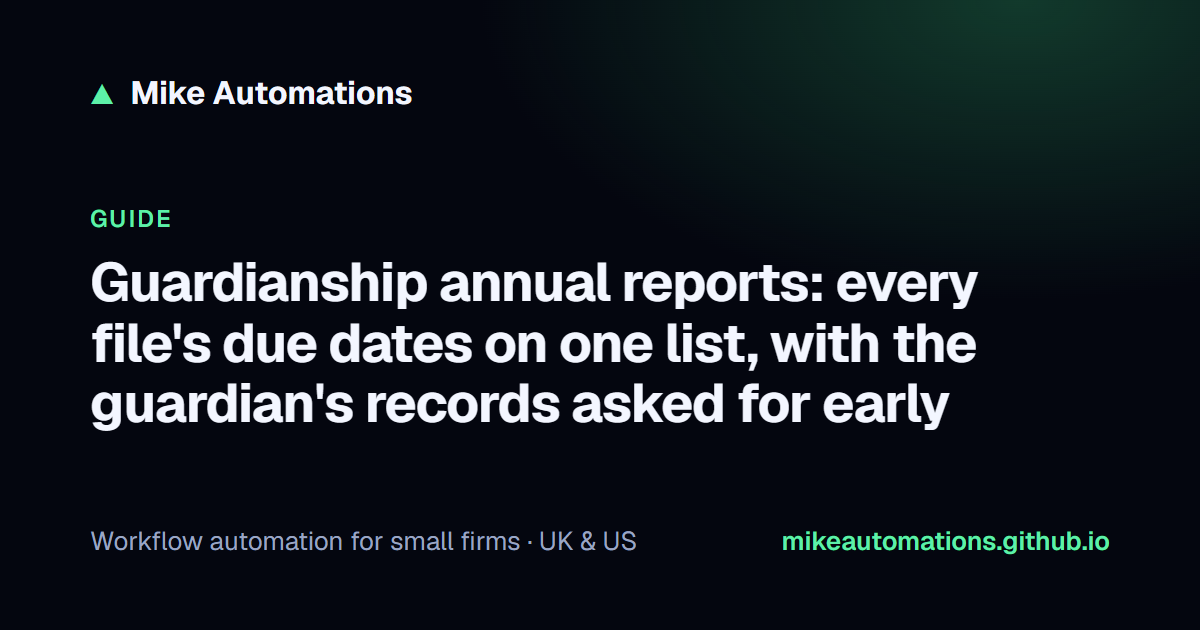 Mike Automations
GUIDE
Guardianship annual reports: every
file's due dates on one list, with the
guardian's records asked for early
Workflow automation for small firms · UK & US
mikeautomations.github.io